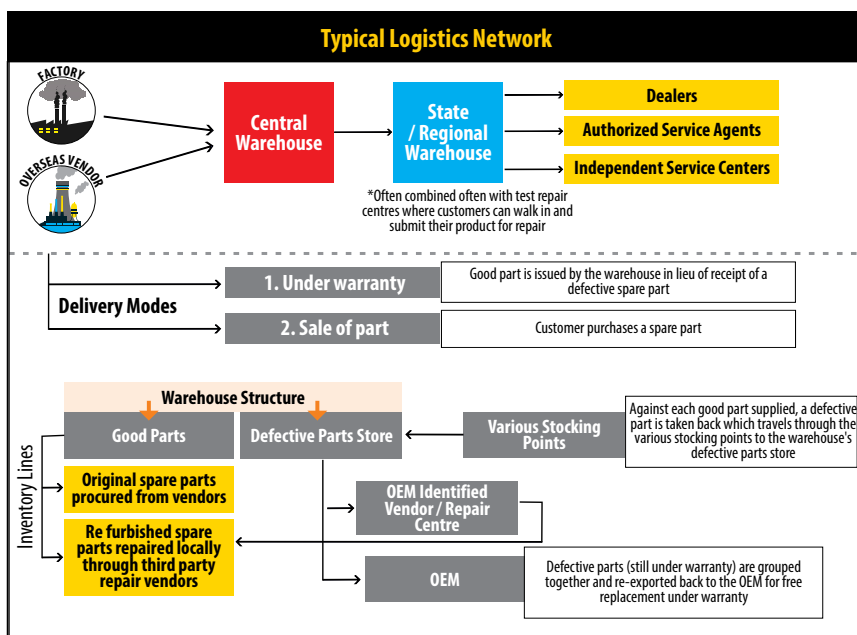 Typical Logistics Network
FACTORY
OVERSEAS VENDOR
Central
Warehouse
State
/ Regional
Warehouse
Dealers
Authorized Service Agents
Independent Service Centers
*Often combined often with test repair
centres where customers can walk in and
submit their product for repair
Delivery Modes
1. Under warranty
Good part is issued by the warehouse in lieu of receipt of a
defective spare part
2. Sale of part
Customer purchases a spare part
Warehouse Structure
Good Parts
Defective Parts Store
Various Stocking
Points
Against each good part supplied, a defective
part is taken back which travels through the
various stocking points to the warehouse's
defective parts store
Inventory Lines
Original spare parts
procured from vendors
Re furbished spare
parts repaired locally
through third party
repair vendors
OEM Identified
Vendor / Repair
Centre
OEM
Defective parts (still under warranty) are grouped
together and re-exported back to the OEM for free
replacement under warranty